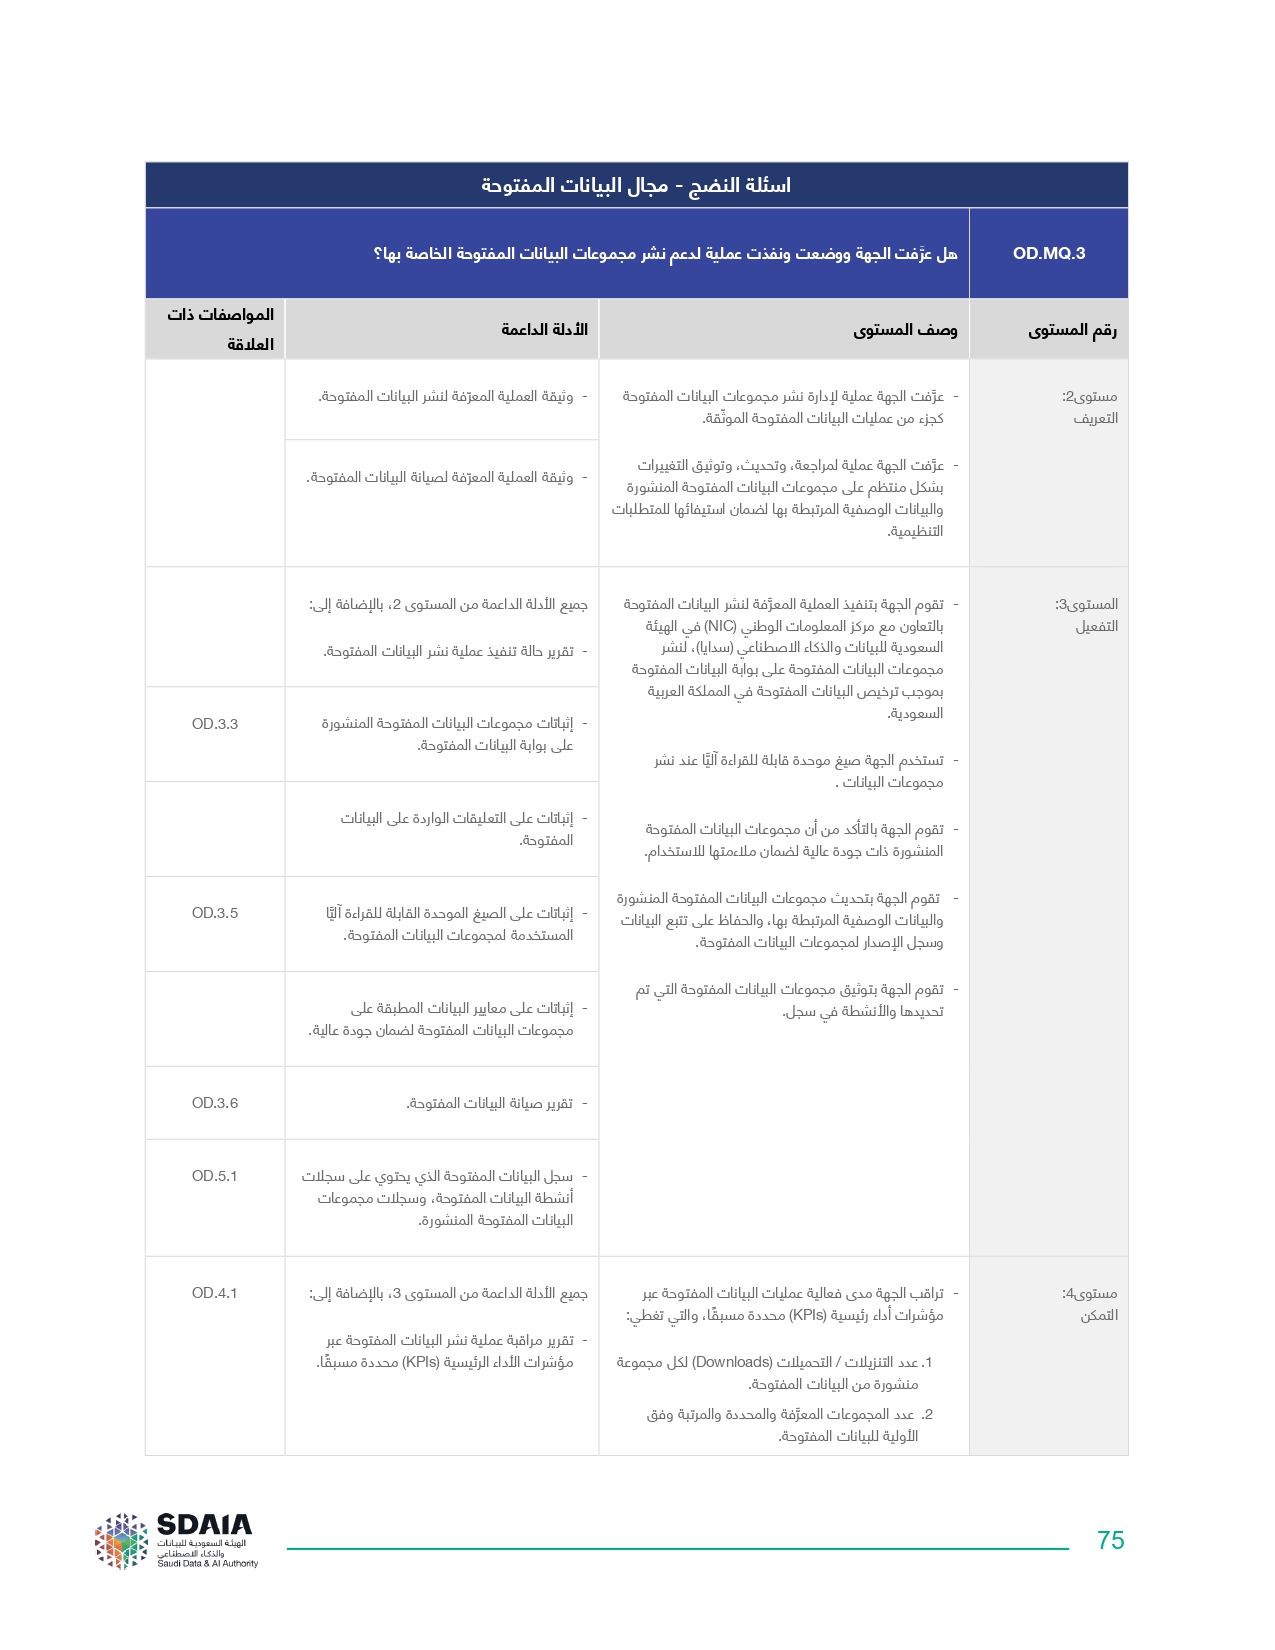 اسئلة النضج - مجال البيانات المفتوحة
OD.MQ.3
هل عرَّفت الجهة ووضعت ونفذت عملية لدعم نشر مجموعات البيانات المفتوحة الخاصة بها؟
رقم المستوى
وصف المستوى
الأدلة الداعمة
المواصفات ذات
العلاقة
مستوى2:
التعريف
- عرَّفت الجهة عملية لإدارة نشر مجموعات البيانات المفتوحة
كجزء من عمليات البيانات المفتوحة الموثّقة.
- عرَّفت الجهة عملية لمراجعة، وتحديث، وتوثيق التغييرات
بشكل منتظم على مجموعات البيانات المفتوحة المنشورة
والبيانات الوصفية المرتبطة بها لضمان استيفائها للمتطلبات
التنظيمية.
- وثيقة العملية المعرّفة لنشر البيانات المفتوحة.
- وثيقة العملية المعرّفة لصيانة البيانات المفتوحة.
المستوى3:
التفعيل
- تقوم الجهة بتنفيذ العملية المعرَّفة لنشر البيانات المفتوحة
بالتعاون مع مركز المعلومات الوطني (NIC) في الهيئة
السعودية للبيانات والذكاء الاصطناعي (سدايا)، لنشر
مجموعات البيانات المفتوحة على بوابة البيانات المفتوحة
بموجب ترخيص البيانات المفتوحة في المملكة العربية
السعودية.
- تستخدم الجهة صيغ موحدة قابلة للقراءة آليًّا عند نشر
مجموعات البيانات .
- تقوم الجهة بالتأكد من أن مجموعات البيانات المفتوحة
المنشورة ذات جودة عالية لضمان ملاءمتها للاستخدام.
- تقوم الجهة بتحديث مجموعات البيانات المفتوحة المنشورة
والبيانات الوصفية المرتبطة بها، والحفاظ على تتبع البيانات
وسجل الإصدار لمجموعات البيانات المفتوحة.
- تقوم الجهة بتوثيق مجموعات البيانات المفتوحة التي تم
تحديدها والأنشطة في سجل.
جميع الأدلة الداعمة من المستوى 2، بالإضافة إلى:
- تقرير حالة تنفيذ عملية نشر البيانات المفتوحة.
- إثباتات مجموعات البيانات المفتوحة المنشورة
على بوابة البيانات المفتوحة.
OD.3.3
- إثباتات على التعليقات الواردة على البيانات
المفتوحة.
- إثباتات على الصيغ الموحدة القابلة للقراءة آليًّا
المستخدمة لمجموعات البيانات المفتوحة.
OD.3.5
- إثباتات على معايير البيانات المطبقة على
مجموعات البيانات المفتوحة لضمان جودة عالية.
- تقرير صيانة البيانات المفتوحة.
OD.3.6
- سجل البيانات المفتوحة الذي يحتوي على سجلات
أنشطة البيانات المفتوحة، وسجلات مجموعات
البيانات المفتوحة المنشورة.
OD.5.1
مستوى4:
التمكن
- تراقب الجهة مدى فعالية عمليات البيانات المفتوحة عبر
مؤشرات أداء رئيسية (KPIs) محددة مسبقًا، والتي تغطي:
1. عدد التنزيلات / التحميلات (Downloads) لكل مجموعة
منشورة من البيانات المفتوحة.
2. عدد المجموعات المعرَّفة والمحددة والمرتبة وفق
الأولية للبيانات المفتوحة.
جميع الأدلة الداعمة من المستوى 3، بالإضافة إلى:
- تقرير مراقبة عملية نشر البيانات المفتوحة عبر
مؤشرات الأداء الرئيسية (KPIs) محددة مسبقًا.
OD.4.1
75
SDAIA
الهيئة السعودية للبيانات
والذكاء الاصطناعي
Saudi Data & AI Authority